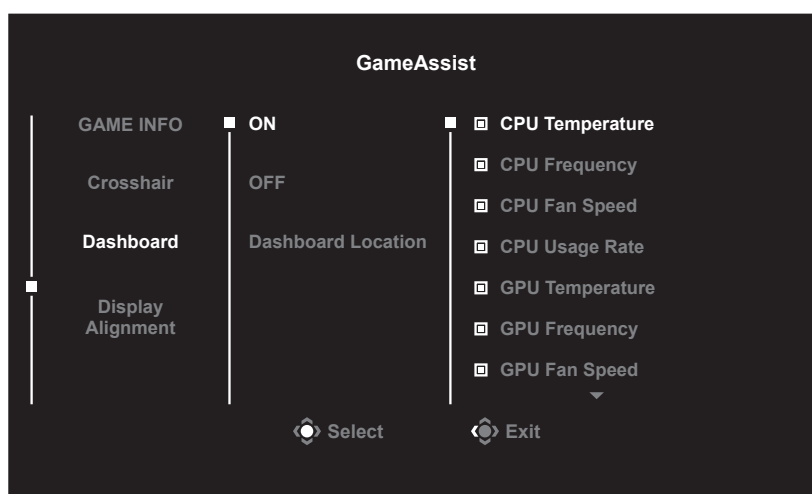 GameAssist
GAME INFO
Crosshair
Dashboard
Display
Alignment
ON
OFF
Dashboard Location
CPU Temperature
CPU Frequency
CPU Fan Speed
CPU Usage Rate
GPU Temperature
GPU Frequency
GPU Fan Speed
Select
Exit